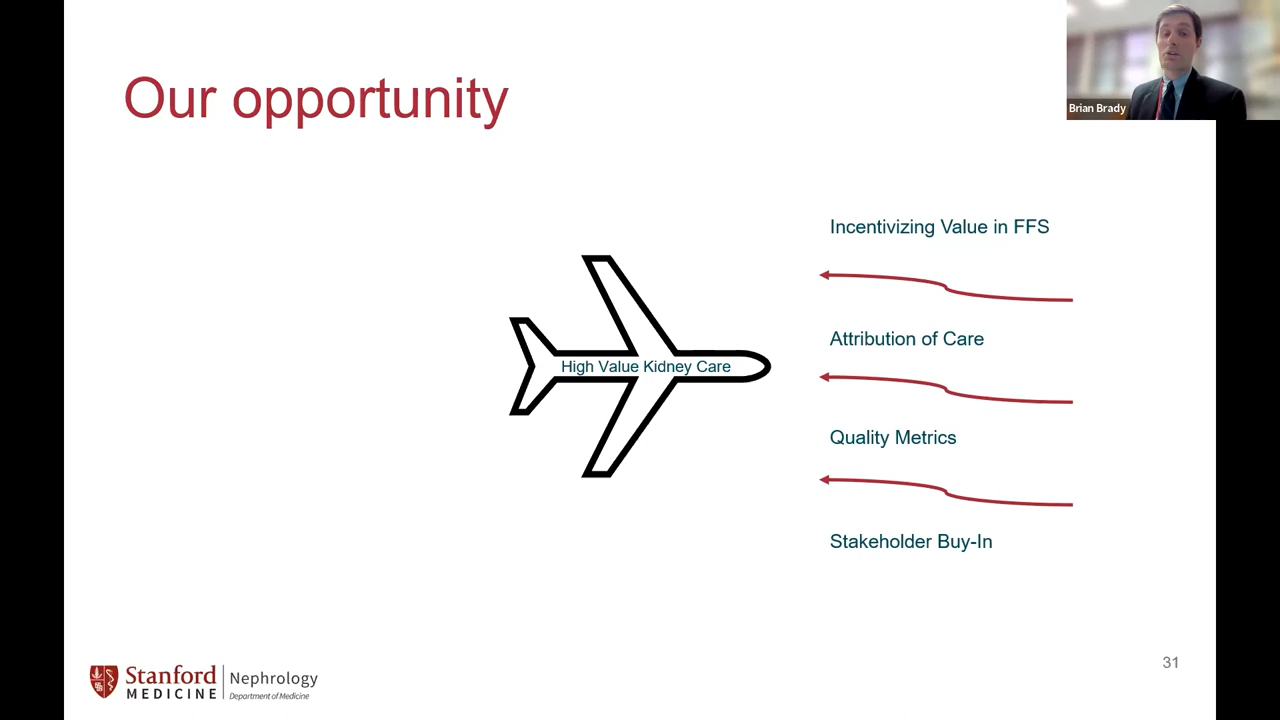 Our opportunity
Brian Brady
Incentivizing Value in FFS
Attribution of Care
High Value Kidney Care
Quality Metrics
Stakeholder Buy-In
Stanford
MEDICINE
Nephrology
Department of Medicine
31